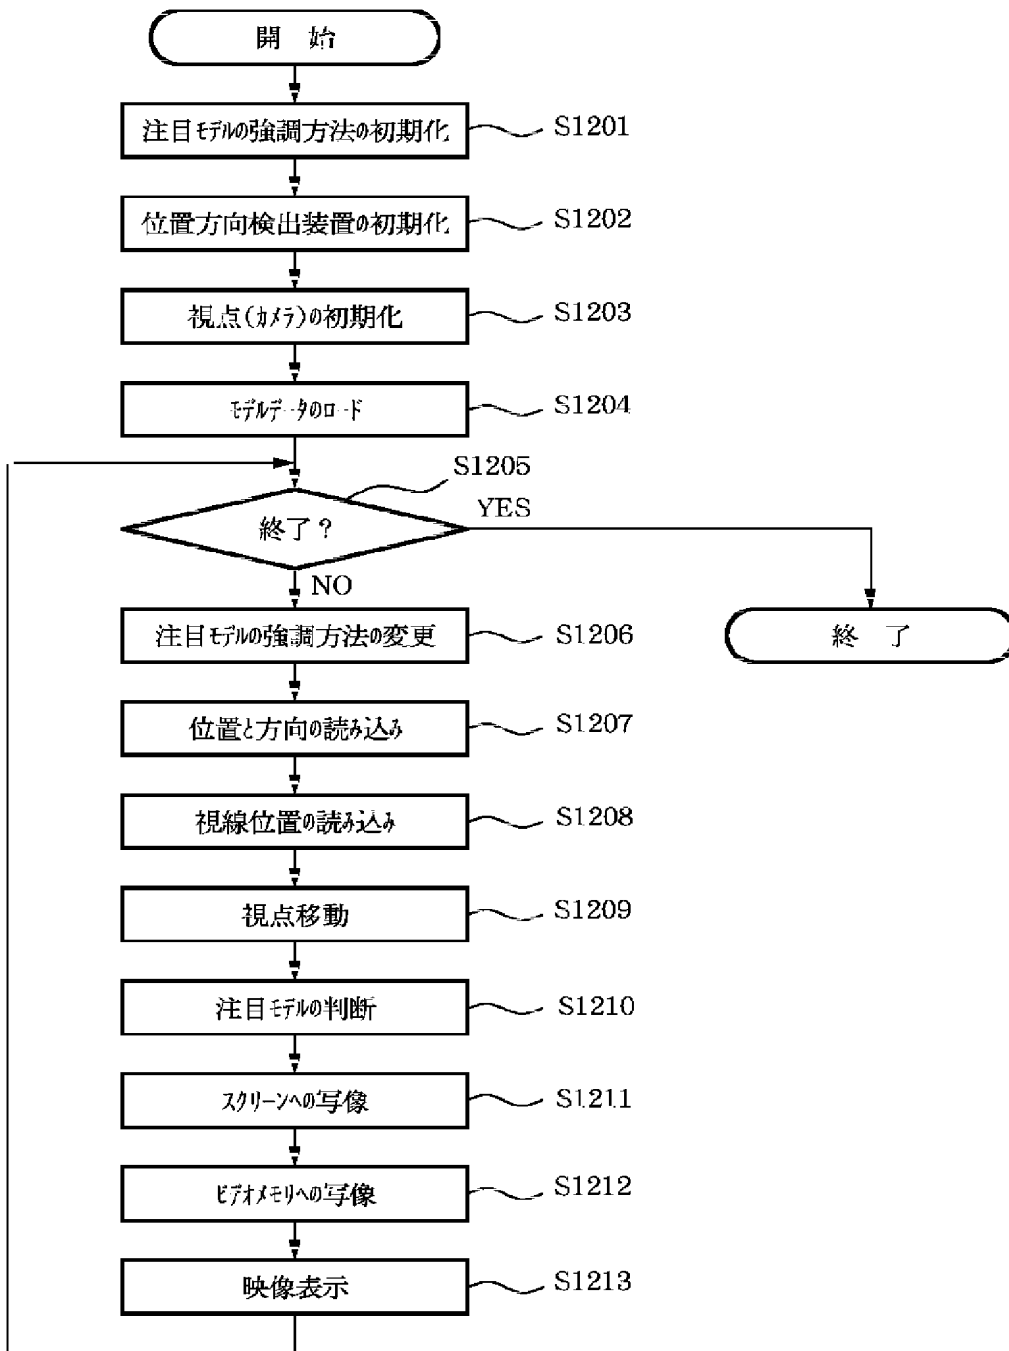 開 始
注目モデルの強調方法の初期化
S1201
位置方向検出装置の初期化
S1202
視点(カメラ)の初期化
S1203
モデルデータのロード
S1204
S1205
終了?
YES
NO
注目モデルの強調方法の変更
S1206
終 了
位置と方向の読み込み
S1207
視線位置の読み込み
S1208
視点移動
S1209
注目モデルの判断
S1210
スクリーンへの写像
S1211
ビデオメモリへの写像
S1212
映像表示
S1213